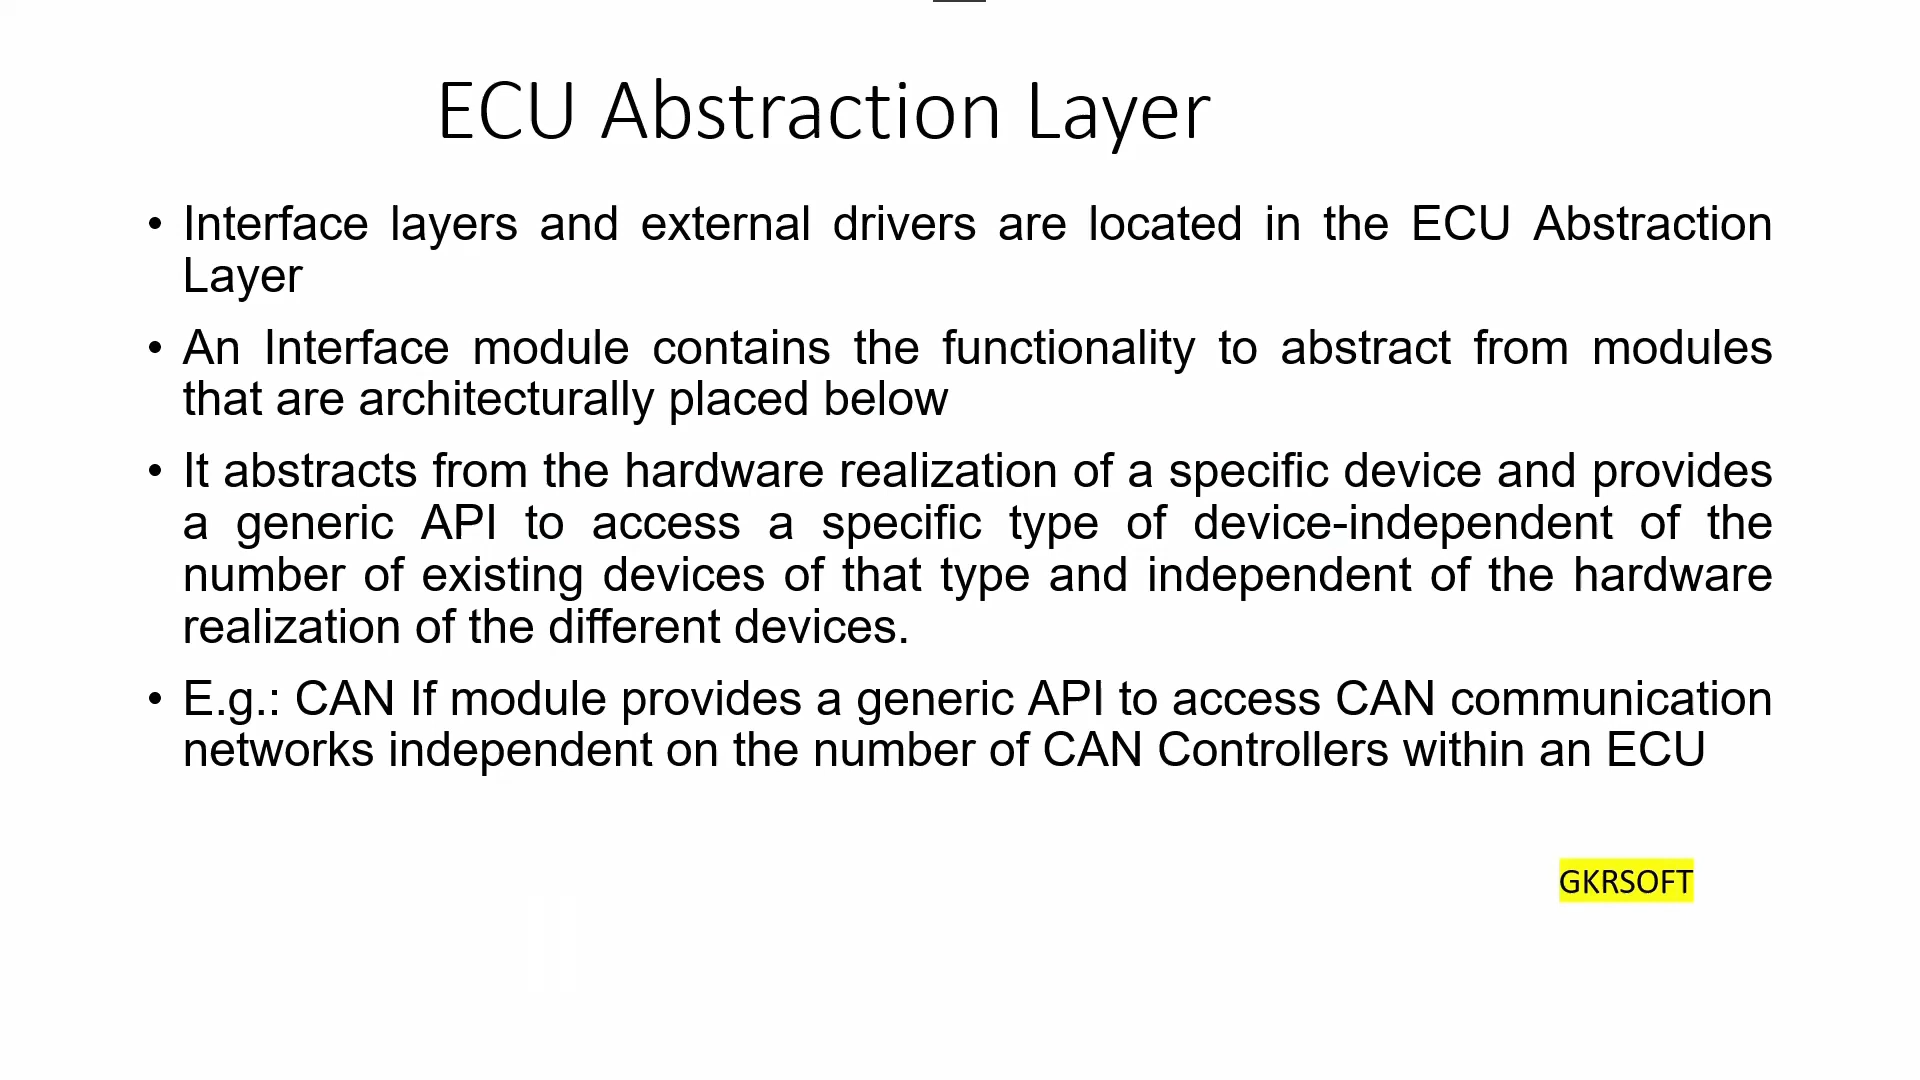 ECU Abstraction Layer
• Interface layers and external drivers are located in the ECU Abstraction
Layer
• An Interface module contains the functionality to abstract from modules
that are architecturally placed below
• It abstracts from the hardware realization of a specific device and provides
a generic API to access a specific type of device-independent of the
number of existing devices of that type and independent of the hardware
realization of the different devices.
• E.g.: CAN If module provides a generic API to access CAN communication
networks independent on the number of CAN Controllers within an ECU
GKRSOFT